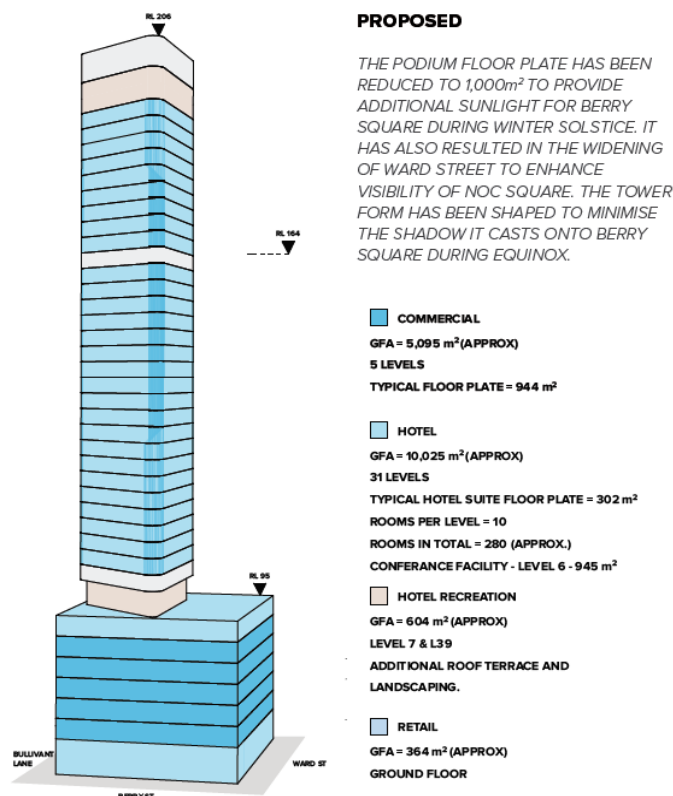 RL 206
PROPOSED
THE PODIUM FLOOR PLATE HAS BEEN
REDUCED TO 1,000m² TO PROVIDE
ADDITIONAL SUNLIGHT FOR BERRY
SQUARE DURING WINTER SOLSTICE. IT
HAS ALSO RESULTED IN THE WIDENING
OF WARD STREET TO ENHANCE
VISIBILITY OF NOC SQUARE. THE TOWER
FORM HAS BEEN SHAPED TO MINIMISE
THE SHADOW IT CASTS ONTO BERRY
SQUARE DURING EQUINOX.
RL 164
COMMERCIAL
GFA = 5,095 m² (APPROX)
5 LEVELS
TYPICAL FLOOR PLATE = 944 m²
HOTEL
GFA = 10,025 m² (APPROX)
31 LEVELS
TYPICAL HOTEL SUITE FLOOR PLATE = 302 m²
ROOMS PER LEVEL = 10
ROOMS IN TOTAL = 280 (APPROX.)
CONFERANCE FACILITY - LEVEL 6 - 945 m²
RL 95
HOTEL RECREATION
GFA = 604 m² (APPROX)
LEVEL 7 & L39
ADDITIONAL ROOF TERRACE AND
LANDSCAPING.
RETAIL
GFA = 364 m² (APPROX)
GROUND FLOOR
BULLIVANT
LANE
WARD ST
BERRY ST